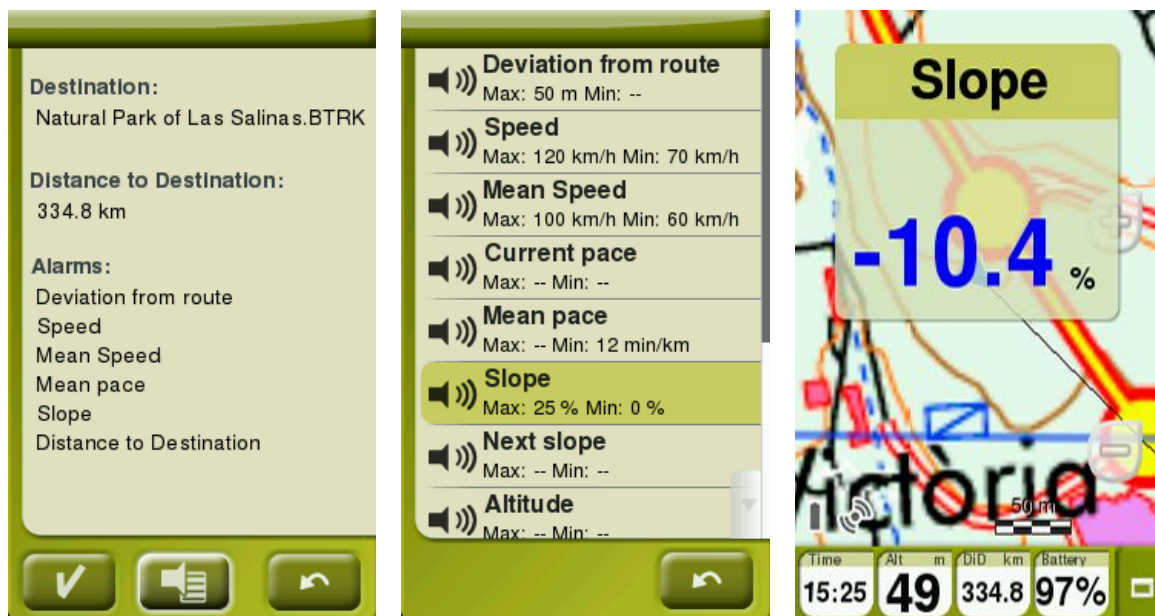 Destination:
Natural Park of Las Salinas.BTRK
Distance to Destination:
334.8 km
Alarms:
Deviation from route
Speed
Mean Speed
Mean pace
Slope
Distance to Destination
Deviation from route
Max: 50 m Min: --
Speed
Max: 120 km/h Min: 70 km/h
Mean Speed
Max: 100 km/h Min: 60 km/h
Current pace
Max: -- Min: --
Mean pace
Max: -- Min: 12 min/km
Slope
Max: 25 % Min: 0 %
Next slope
Max: -- Min: --
Altitude
Max: -- Min: --
Slope
-10.4 %
Victòria
50 m
Time Alt m DiD km Battery
15:25 49 334.8 97%